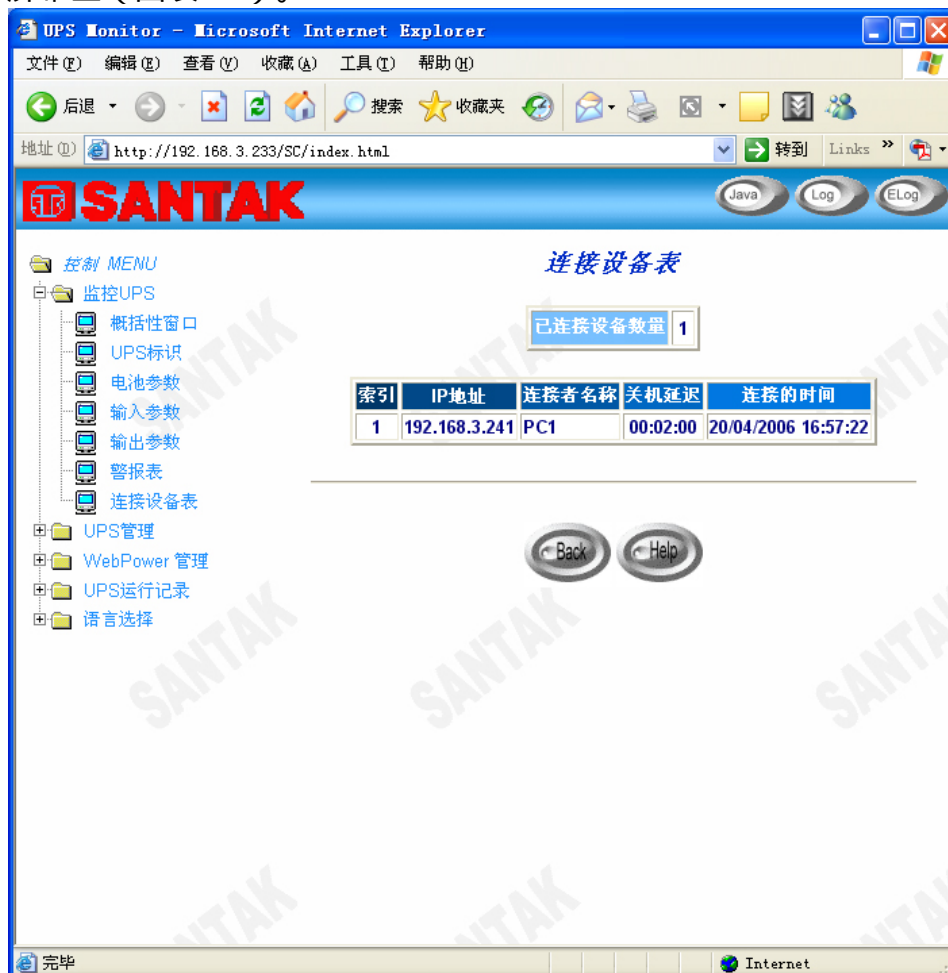 UPS Monitor - Microsoft Internet Explorer
文件(F) 编辑(E) 查看(V) 收藏(A) 工具(T) 帮助(H)
后退 搜索 收藏夹
地址(D) http://192.168.3.233/SC/index.html 转到 Links »
SANTAK Java Log ELog
控制 MENU
监控UPS
概括性窗口
UPS标识
电池参数
输入参数
输出参数
警报表
连接设备表
UPS管理
WebPower 管理
UPS运行记录
语言选择
连接设备表
已连接设备数量 1
索引 IP地址 连接者名称 关机延迟 连接的时间
1 192.168.3.241 PC1 00:02:00 20/04/2006 16:57:22
Back Help
SANTAK
SANTAK
SANTAK
SANTAK
SANTAK
SANTAK
完毕 Internet